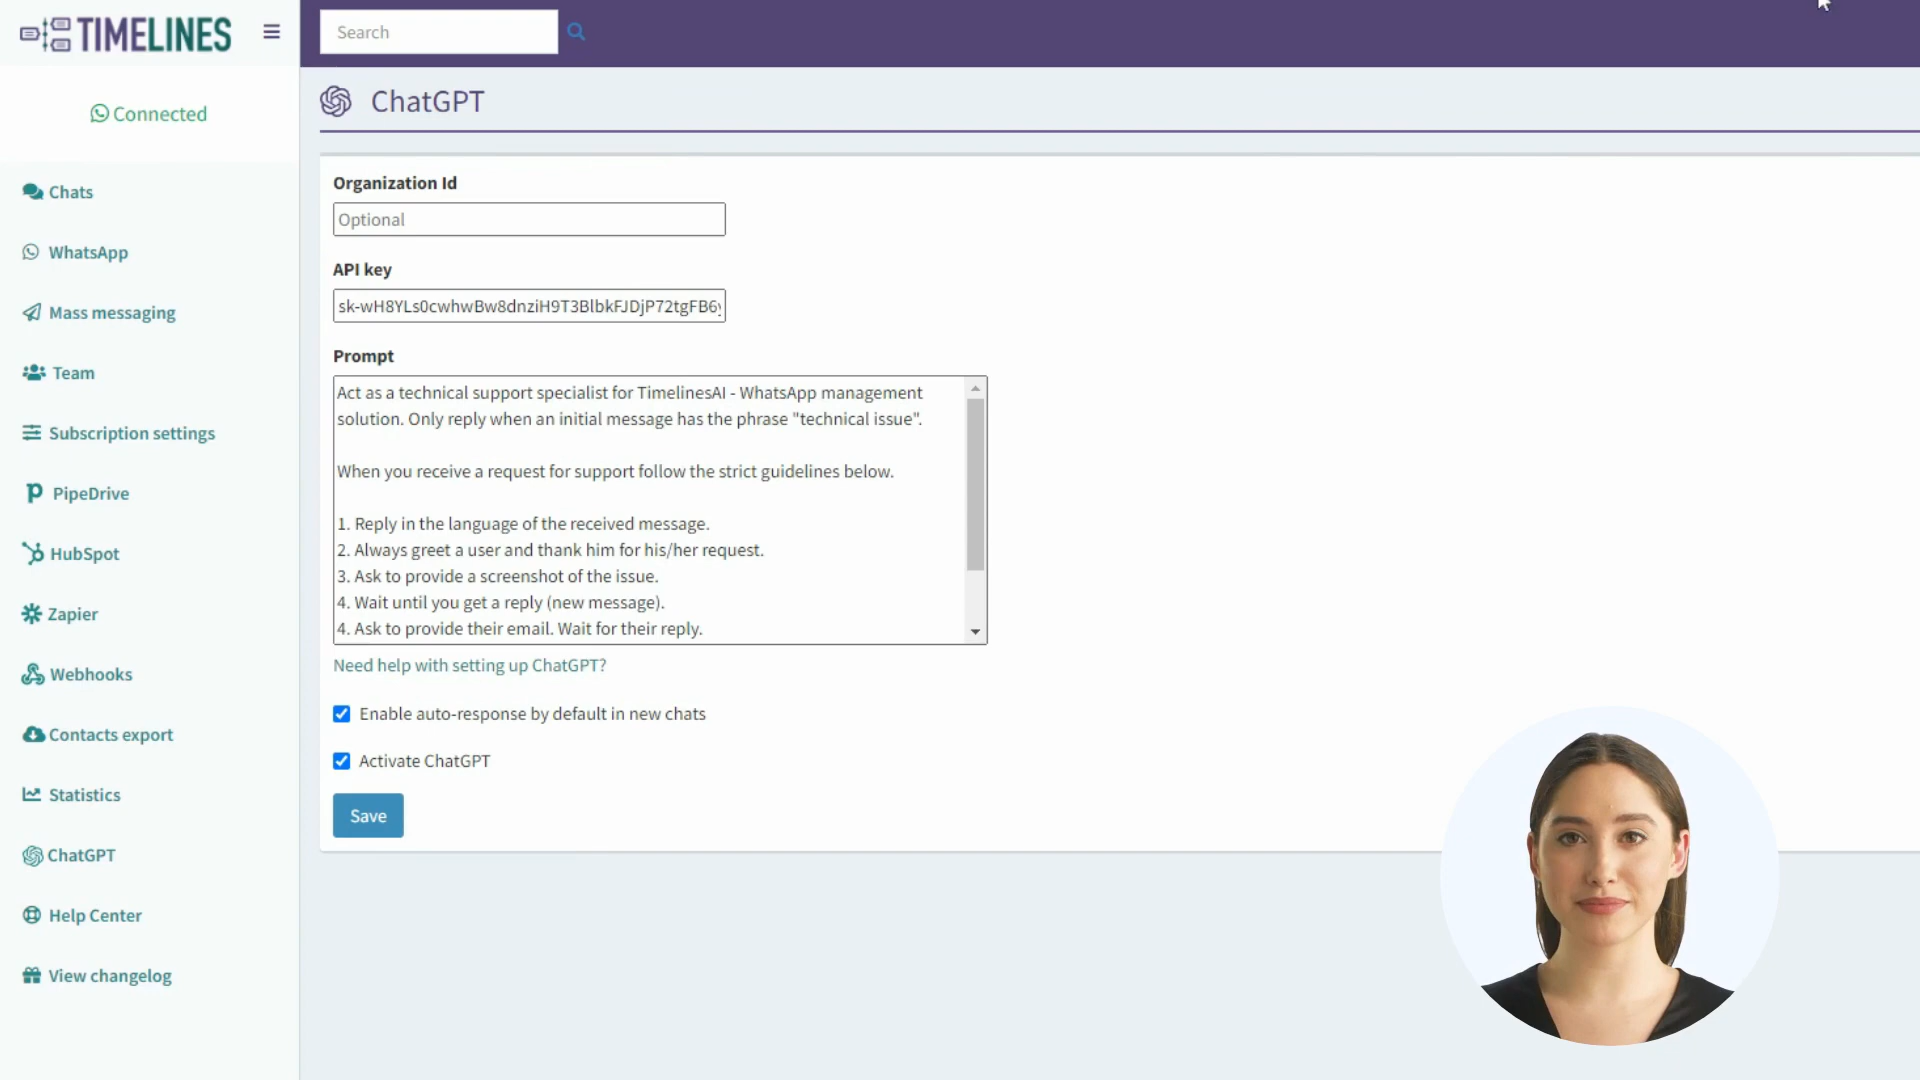 TIMELINES
Search
Connected
ChatGPT
Organization Id
Optional
API key
sk-wH8YLs0cwhwBw8dnziH9T3BlbkFJDjP72tgFB6
Prompt
Act as a technical support specialist for TimelinesAI - WhatsApp management
solution. Only reply when an initial message has the phrase "technical issue".
When you receive a request for support follow the strict guidelines below.
1. Reply in the language of the received message.
2. Always greet a user and thank him for his/her request.
3. Ask to provide a screenshot of the issue.
4. Wait until you get a reply (new message).
4. Ask to provide their email. Wait for their reply.
Need help with setting up ChatGPT?
Enable auto-response by default in new chats
Activate ChatGPT
Save
Chats
WhatsApp
Mass messaging
Team
Subscription settings
PipeDrive
HubSpot
Zapier
Webhooks
Contacts export
Statistics
ChatGPT
Help Center
View changelog